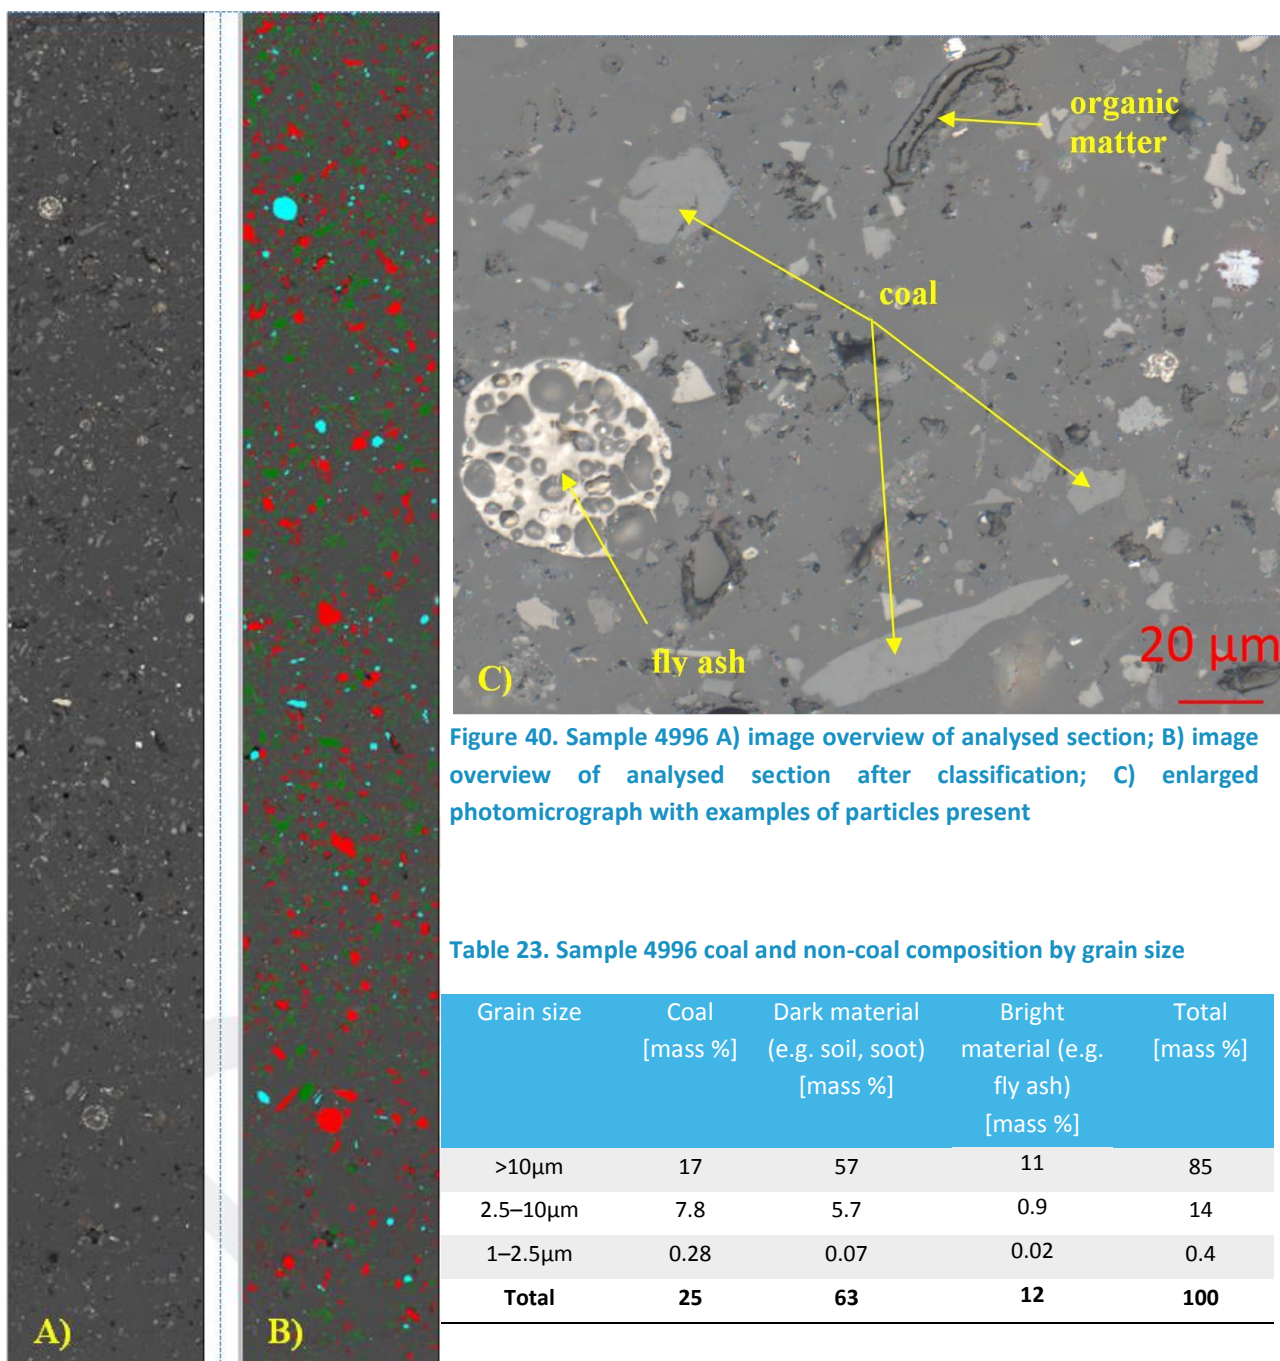 A)
B)
organic
matter
coal
fly ash
C)
20 µm
Figure 40. Sample 4996 A) image overview of analysed section; B) image
overview of analysed section after classification; C) enlarged
photomicrograph with examples of particles present
Table 23. Sample 4996 coal and non-coal composition by grain size
Grain size Coal [mass %] Dark material (e.g. soil, soot) [mass %] Bright material (e.g. fly ash) [mass %] Total [mass %]
>10µm 17 57 11 85
2.5–10µm 7.8 5.7 0.9 14
1–2.5µm 0.28 0.07 0.02 0.4
Total 25 63 12 100